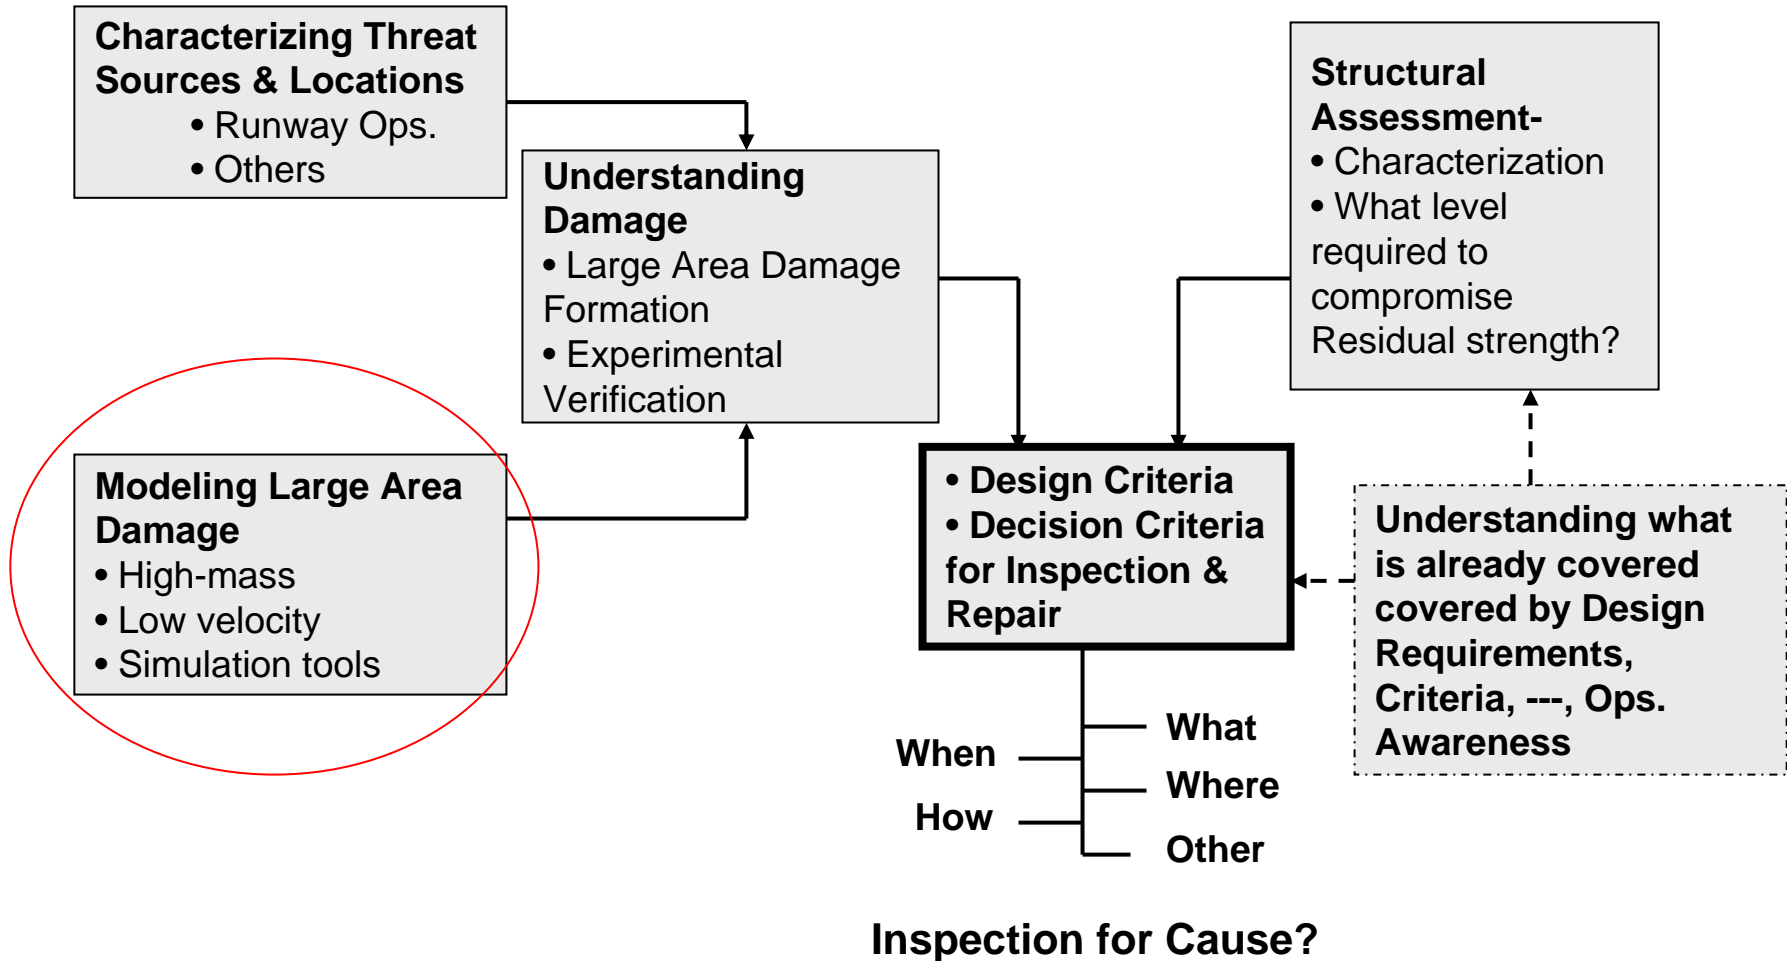 Characterizing Threat
Sources & Locations
• Runway Ops.
• Others
Understanding
Damage
• Large Area Damage
Formation
• Experimental
Verification
Structural
Assessment-
• Characterization
• What level
required to
compromise
Residual strength?
Modeling Large Area
Damage
• High-mass
• Low velocity
• Simulation tools
• Design Criteria
• Decision Criteria
for Inspection &
Repair
Understanding what
is already covered
covered by Design
Requirements,
Criteria, ---, Ops.
Awareness
What
When
Where
How
Other
Inspection for Cause?